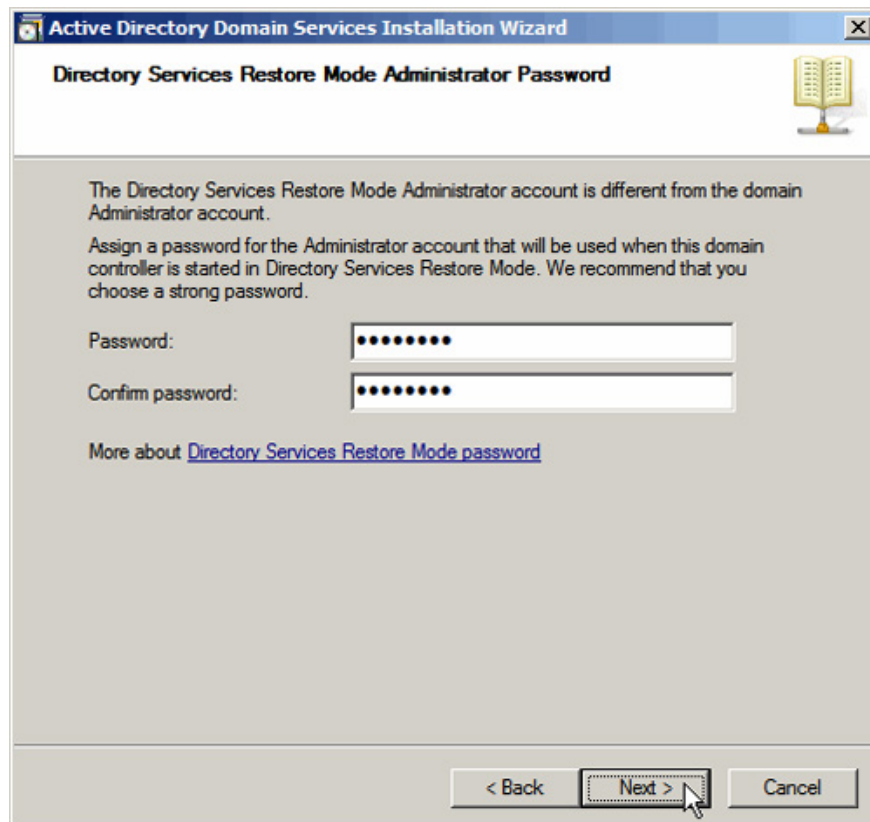 Active Directory Domain Services Installation Wizard
Directory Services Restore Mode Administrator Password
The Directory Services Restore Mode Administrator account is different from the domain
Administrator account.
Assign a password for the Administrator account that will be used when this domain
controller is started in Directory Services Restore Mode. We recommend that you
choose a strong password.
Password: ●●●●●●●●
Confirm password: ●●●●●●●●
More about Directory Services Restore Mode password
< Back Next > Cancel